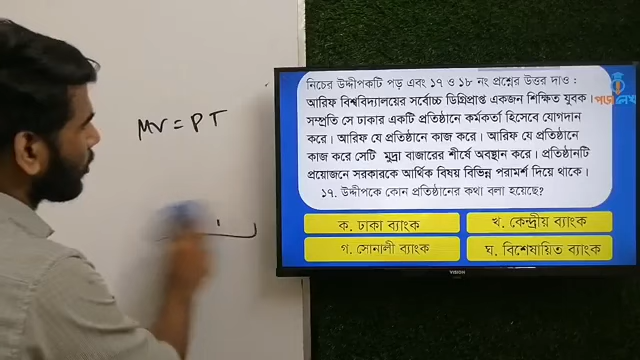 MV = PT
নিচের উদ্দীপকটি পড় এবং ১৭ ও ১৮ নং প্রশ্নের উত্তর দাও :
আরিফ বিশ্ববিদ্যালয়ের সর্বোচ্চ ডিগ্রিপ্রাপ্ত একজন শিক্ষিত যুবক।
সম্প্রতি সে ঢাকার একটি প্রতিষ্ঠানে কর্মকর্তা হিসেবে যোগদান
করে। আরিফ যে প্রতিষ্ঠানে কাজ করে। আরিফ যে প্রতিষ্ঠানে
কাজ করে সেটি মুদ্রা বাজারের শীর্ষে অবস্থান করে। প্রতিষ্ঠানটি
প্রয়োজনে সরকারকে আর্থিক বিষয় বিভিন্ন পরামর্শ দিয়ে থাকে।
১৭. উদ্দীপকে কোন প্রতিষ্ঠানের কথা বলা হয়েছে?
ক. ঢাকা ব্যাংক
খ. কেন্দ্রীয় ব্যাংক
গ. সোনালী ব্যাংক
ঘ. বিশেষায়িত ব্যাংক
পড়ালেখা
VISION